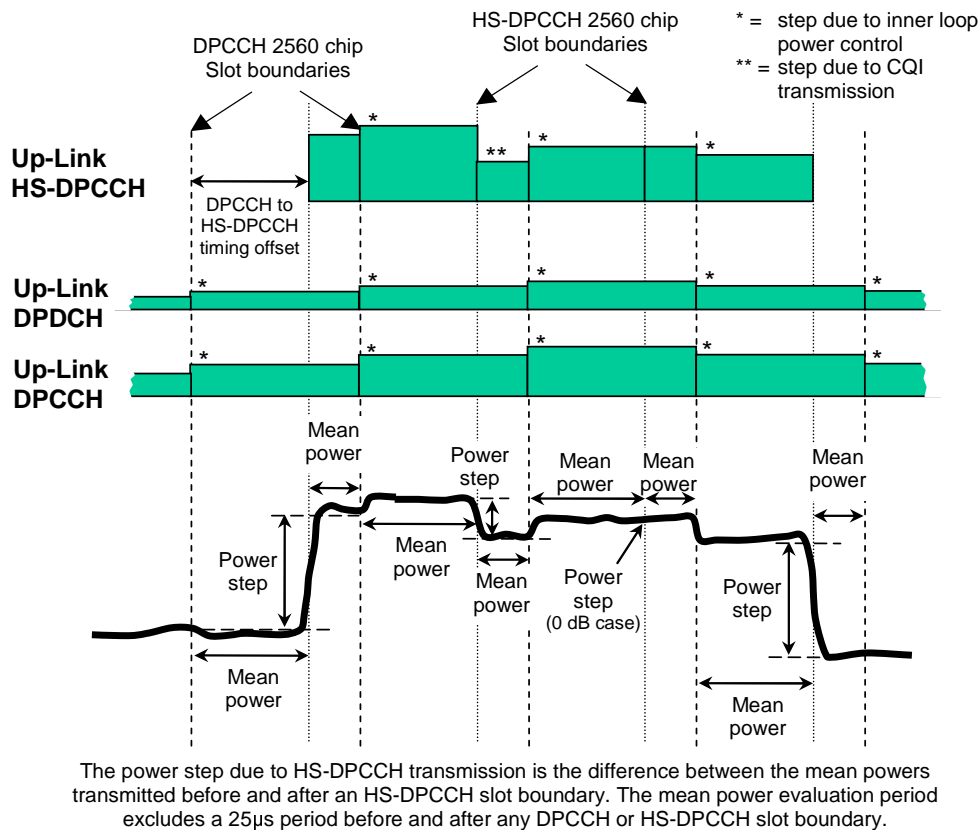 DPCCH 2560 chip
Slot boundaries
HS-DPCCH 2560 chip
Slot boundaries
* = step due to inner loop
power control
** = step due to CQI
transmission
Up-Link
HS-DPCCH
*
**
*
*
DPCCH to
HS-DPCCH
timing offset
Up-Link
DPDCH
*
*
*
*
*
Up-Link
DPCCH
*
*
*
*
*
Mean
power
Power
step
Mean
power
Mean
power
Mean
power
Power
step
Mean
power
Mean
power
Power
step
(0 dB case)
Power
step
Mean
power
Mean
power
The power step due to HS-DPCCH transmission is the difference between the mean powers
transmitted before and after an HS-DPCCH slot boundary. The mean power evaluation period
excludes a 25µs period before and after any DPCCH or HS-DPCCH slot boundary.